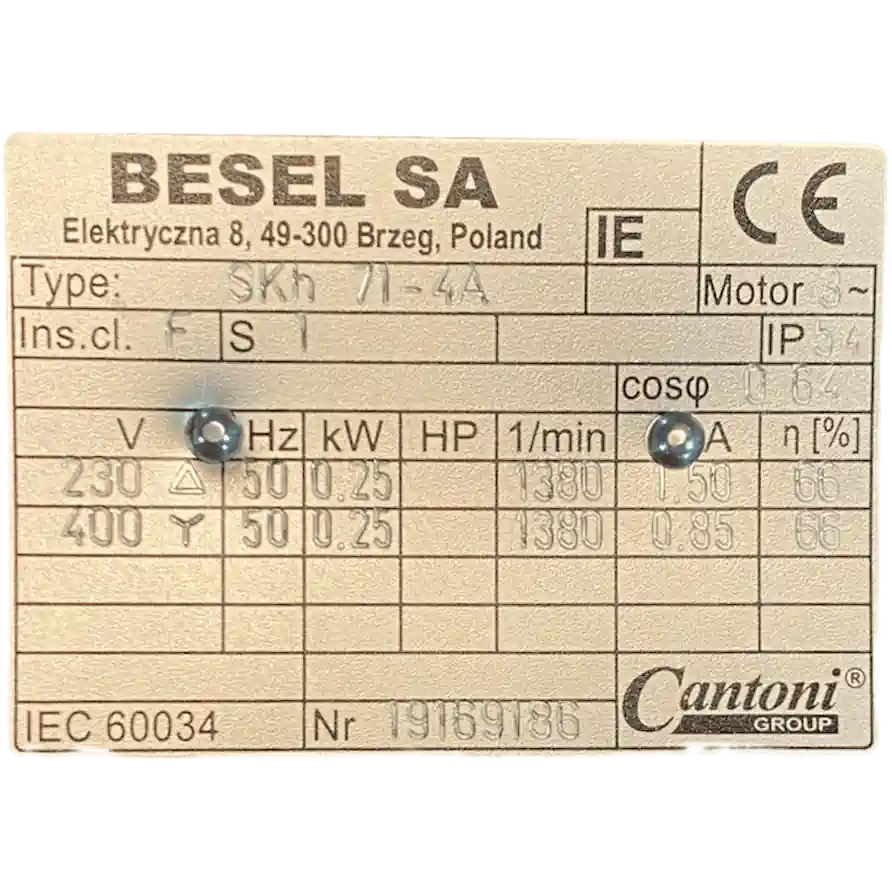 BESEL SA
Elektryczna 8, 49-300 Brzeg, Poland
IE
CE
Type: SKh 71-4A
Motor 3~
Ins.cl. F S 1 IP 54
cosφ 0.64
V Hz kW HP 1/min A η [%]
230 △ 50 0.25 1380 1.50 66
400 Y 50 0.25 1380 0.85 66
Cantoni®
GROUP
IEC 60034 Nr 19169186